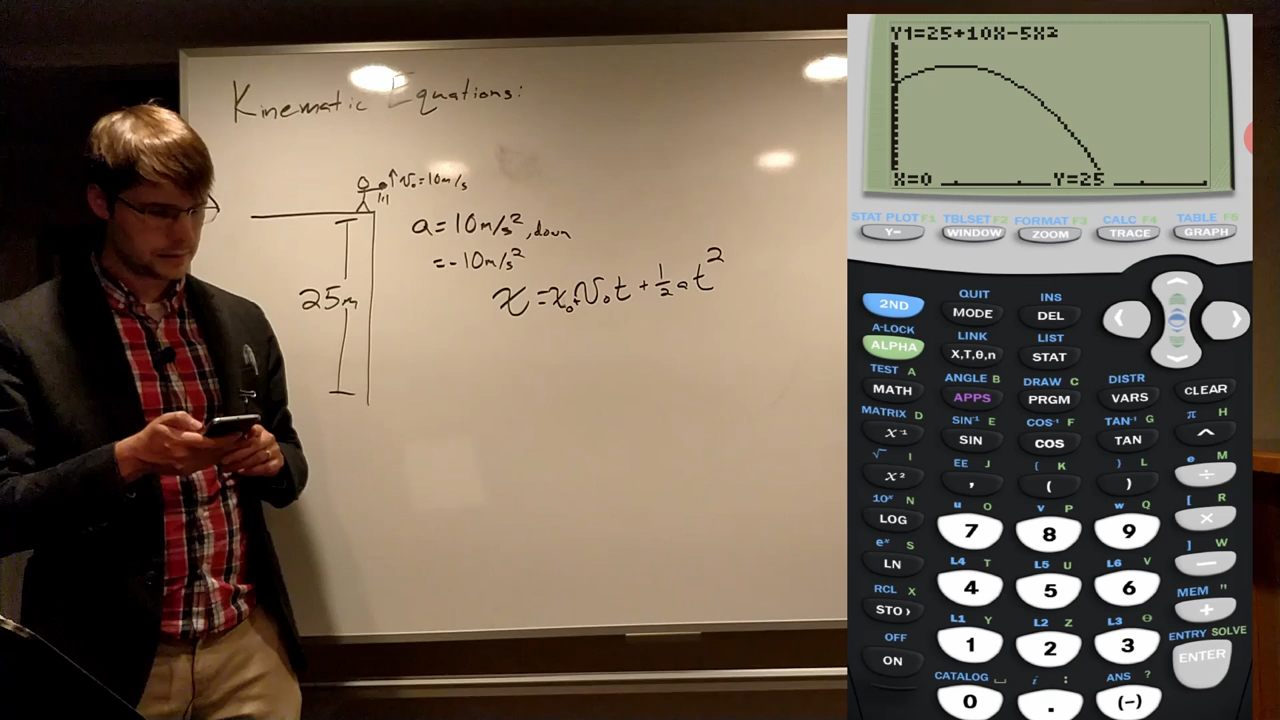 Kinematic Equations:
↑ v₀=10m/s
a = 10m/s², down
= -10m/s²
25m
x = x₀+v₀t + ½at²
Y1=25+10X-5X²
X=0 Y=25
STAT PLOT F1 TBLSET F2 FORMAT F3 CALC F4 TABLE F5
Y= WINDOW ZOOM TRACE GRAPH
QUIT INS
2ND MODE DEL
A-LOCK LINK LIST
ALPHA X,T,θ,n STAT
TEST A ANGLE B DRAW C DISTR
MATH APPS PRGM VARS CLEAR
MATRIX D SIN⁻¹ E COS⁻¹ F TAN⁻¹ G π H
X⁻¹ SIN COS TAN ^
√ I EE J { K } L e M
X² , ( ) ÷
10ˣ N u O v P w Q [ R
LOG 7 8 9 ×
eˣ S L4 T L5 U L6 V ] W
LN 4 5 6 −
RCL X L1 Y L2 Z L3 θ MEM "
STO› 1 2 3 +
OFF CATALOG ⎵ i : ANS ? ENTRY SOLVE
ON 0 . (−) ENTER